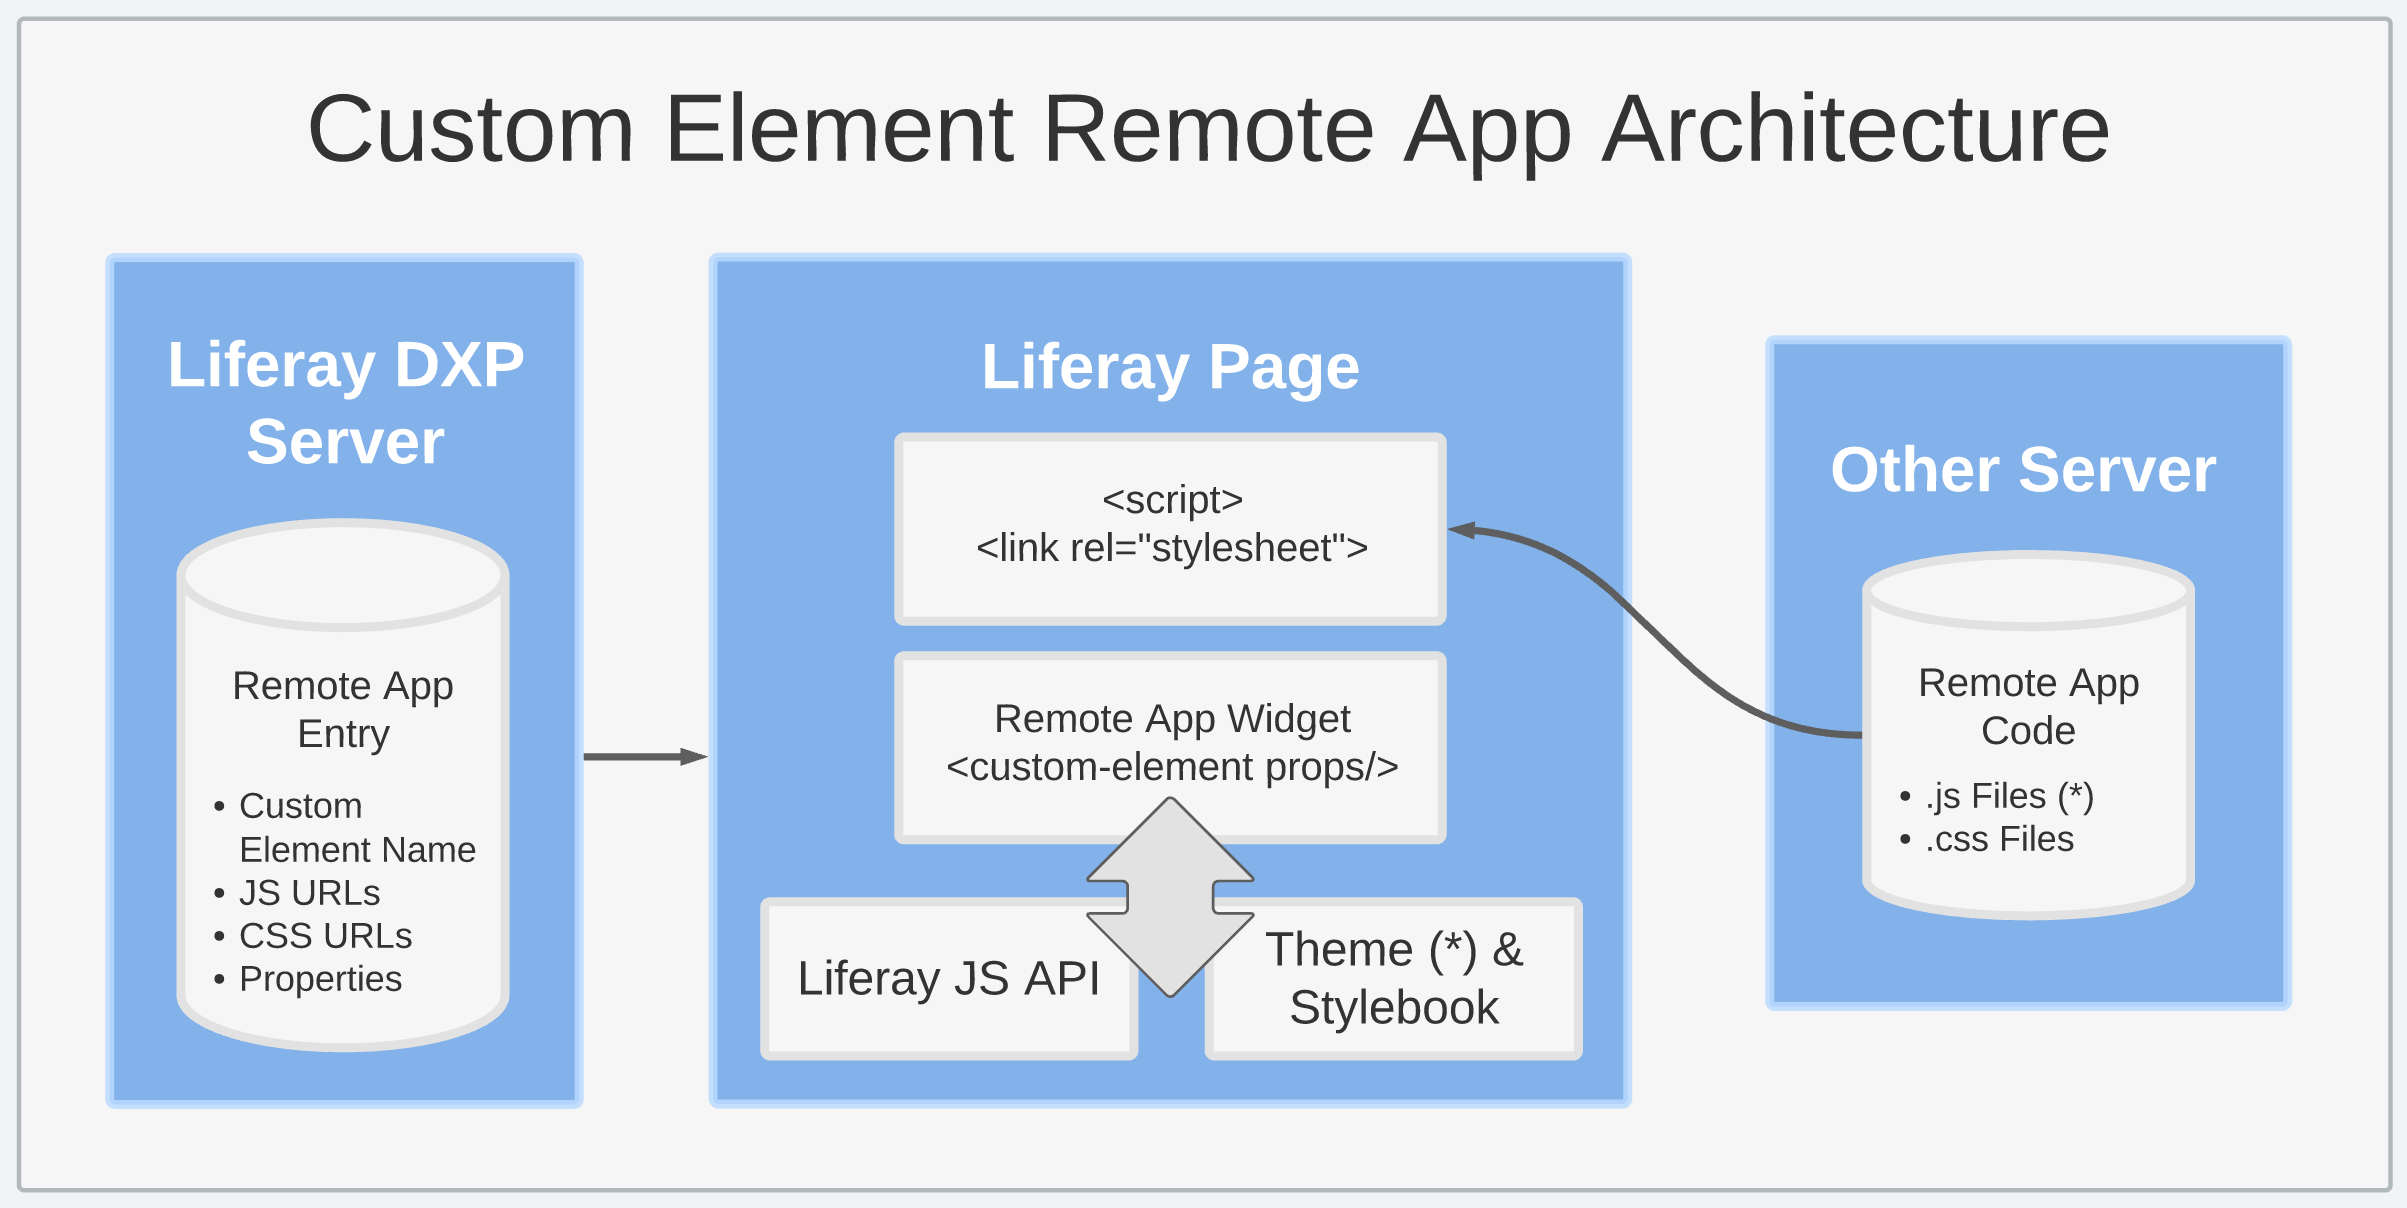 Custom Element Remote App Architecture
Liferay DXP
Server
Remote App
Entry
• Custom
Element Name
• JS URLs
• CSS URLs
• Properties
Liferay Page
<script>
<link rel="stylesheet">
Remote App Widget
<custom-element props/>
Liferay JS API
Theme (*) &
Stylebook
Other Server
Remote App
Code
• .js Files (*)
• .css Files